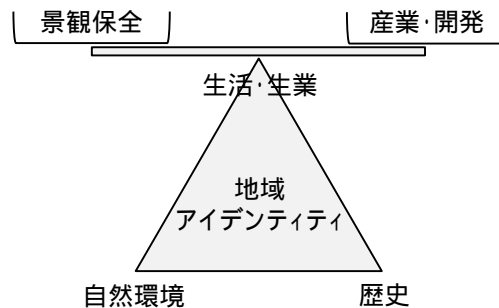 景観保全
産業・開発
生活・生業
地域
アイデンティティ
自然環境
歴史